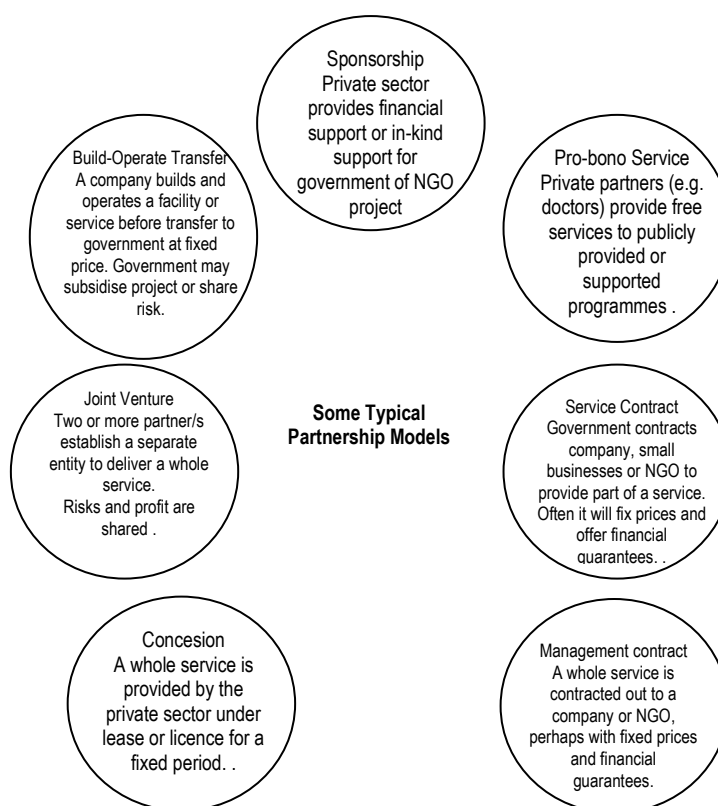 Sponsorship
Private sector
provides financial
support or in-kind
support for
government of NGO
project
Build-Operate Transfer
A company builds and
operates a facility or
service before transfer to
government at fixed
price. Government may
subsidise project or share
risk.
Pro-bono Service
Private partners (e.g.
doctors) provide free
services to publicly
provided or
supported
programmes .
Joint Venture
Two or more partner/s
establish a separate
entity to deliver a whole
service.
Risks and profit are
shared .
Some Typical
Partnership Models
Service Contract
Government contracts
company, small
businesses or NGO to
provide part of a service.
Often it will fix prices and
offer financial
guarantees. .
Concesion
A whole service is
provided by the
private sector under
lease or licence for a
fixed period. .
Management contract
A whole service is
contracted out to a
company or NGO,
perhaps with fixed prices
and financial
guarantees.